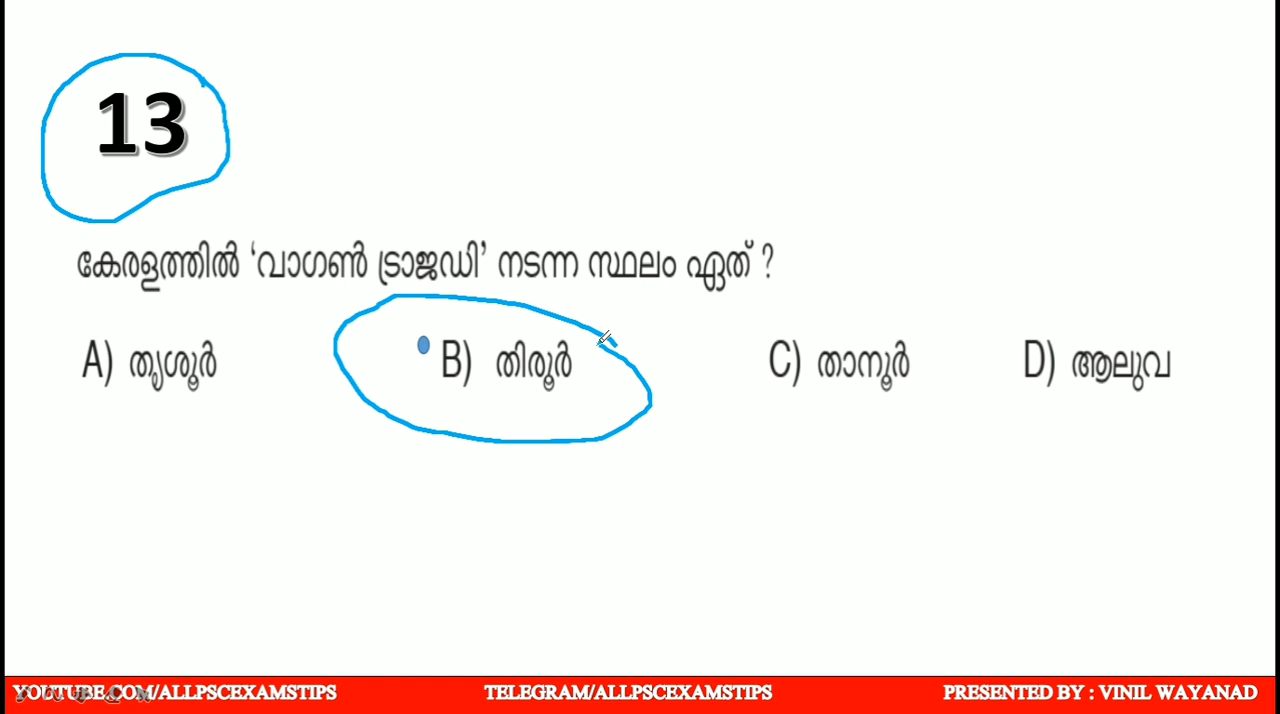 13
കേരളത്തിൽ ‘വാഗൺ ട്രാജഡി’ നടന്ന സ്ഥലം ഏത് ?
A) തൃശൂർ B) തിരൂർ C) താനൂർ D) ആലുവ
YOUTUBE.COM/ALLPSCEXAMSTIPS TELEGRAM/ALLPSCEXAMSTIPS PRESENTED BY : VINIL WAYANAD